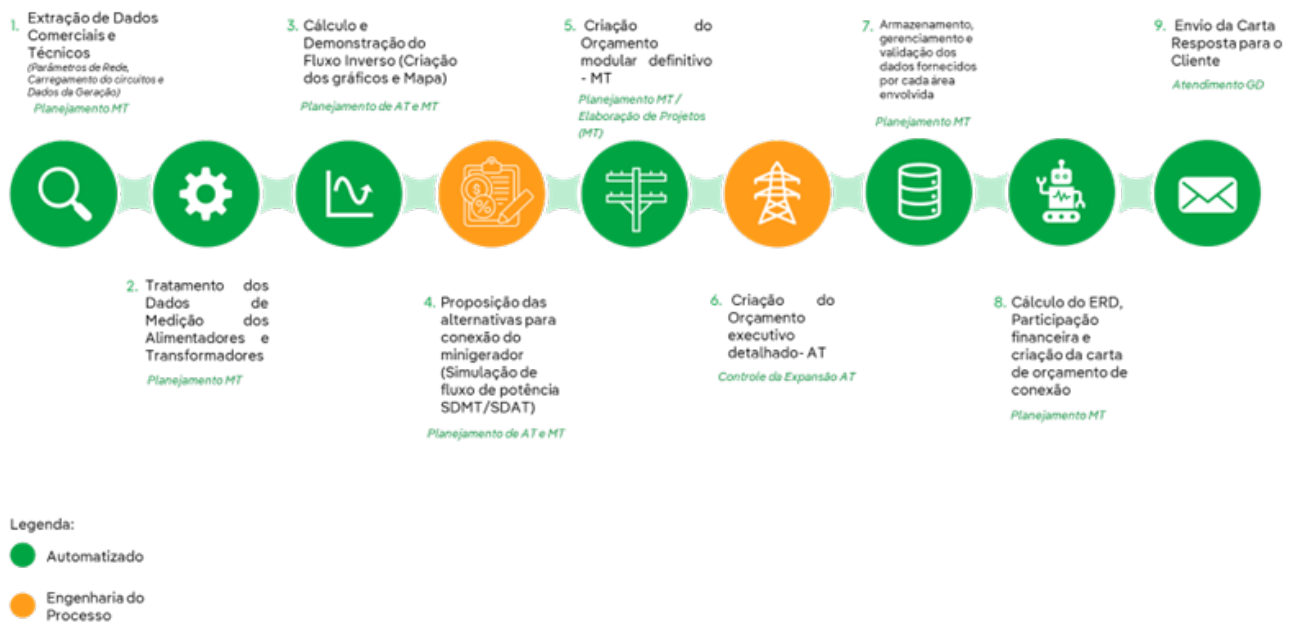 1. Extração de Dados
Comerciais e
Técnicos
(Parâmetros de Rede,
Carregamento do circuitos e
Dados da Geração)
Planejamento MT
3. Cálculo e
Demonstração do
Fluxo Inverso (Criação
dos gráficos e Mapa)
Planejamento de AT e MT
5. Criação do
Orçamento
modular definitivo
- MT
Planejamento MT /
Elaboração de Projetos
(MT)
7. Armazenamento,
gerenciamento e
validação dos
dados fornecidos
por cada área
envolvida
Planejamento MT
9. Envio da Carta
Resposta para o
Cliente
Atendimento GD
2. Tratamento dos
Dados de
Medição dos
Alimentadores e
Transformadores
Planejamento MT
4. Proposição das
alternativas para
conexão do
minigerador
(Simulação de
fluxo de potência
SDMT/SDAT)
Planejamento de AT e MT
6. Criação do
Orçamento
executivo
detalhado- AT
Controle da Expansão AT
8. Cálculo do ERD,
Participação
financeira e
criação da carta
de orçamento de
conexão
Planejamento MT
Legenda:
Automatizado
Engenharia do
Processo